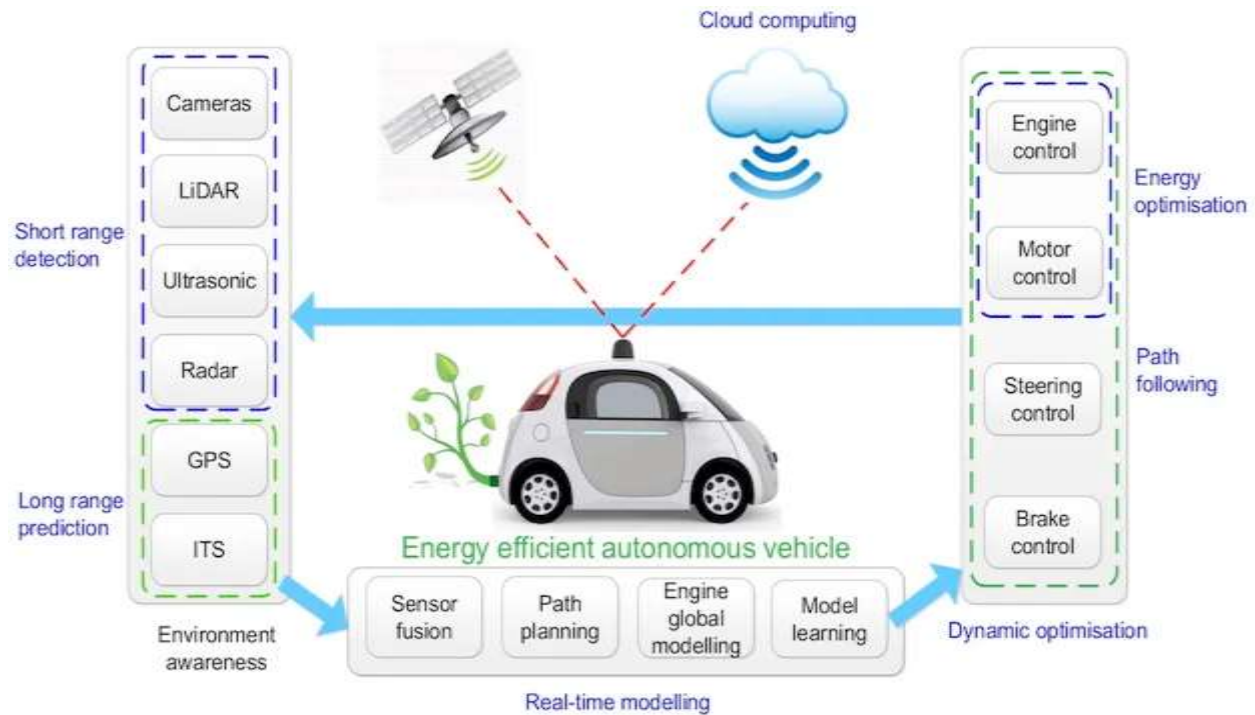 Cloud computing
Cameras
LiDAR
Ultrasonic
Radar
GPS
ITS
Short range
detection
Long range
prediction
Environment
awareness
Energy efficient autonomous vehicle
Sensor
fusion
Path
planning
Engine
global
modelling
Model
learning
Real-time modelling
Engine
control
Motor
control
Steering
control
Brake
control
Energy
optimisation
Path
following
Dynamic optimisation